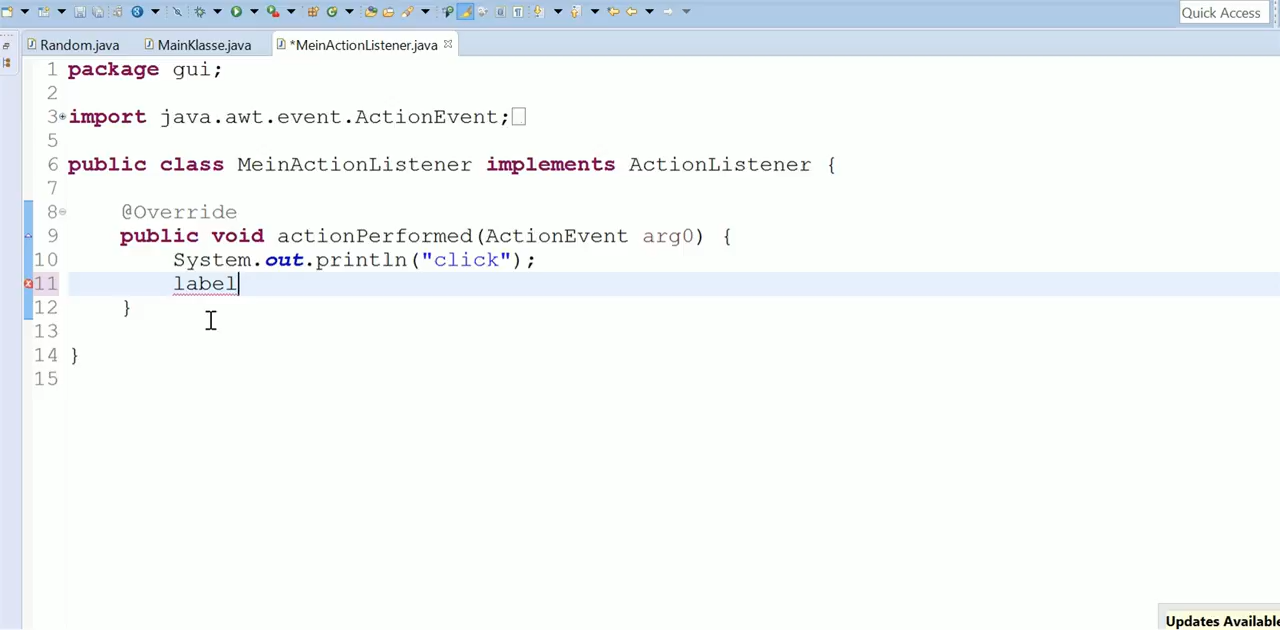 Quick Access
Random.java MainKlasse.java *MeinActionListener.java
1 package gui;
2
3 import java.awt.event.ActionEvent;
5
6 public class MeinActionListener implements ActionListener {
7
8 @Override
9 public void actionPerformed(ActionEvent arg0) {
10 System.out.println("click");
11 label
12 }
13
14 }
15
Updates Available